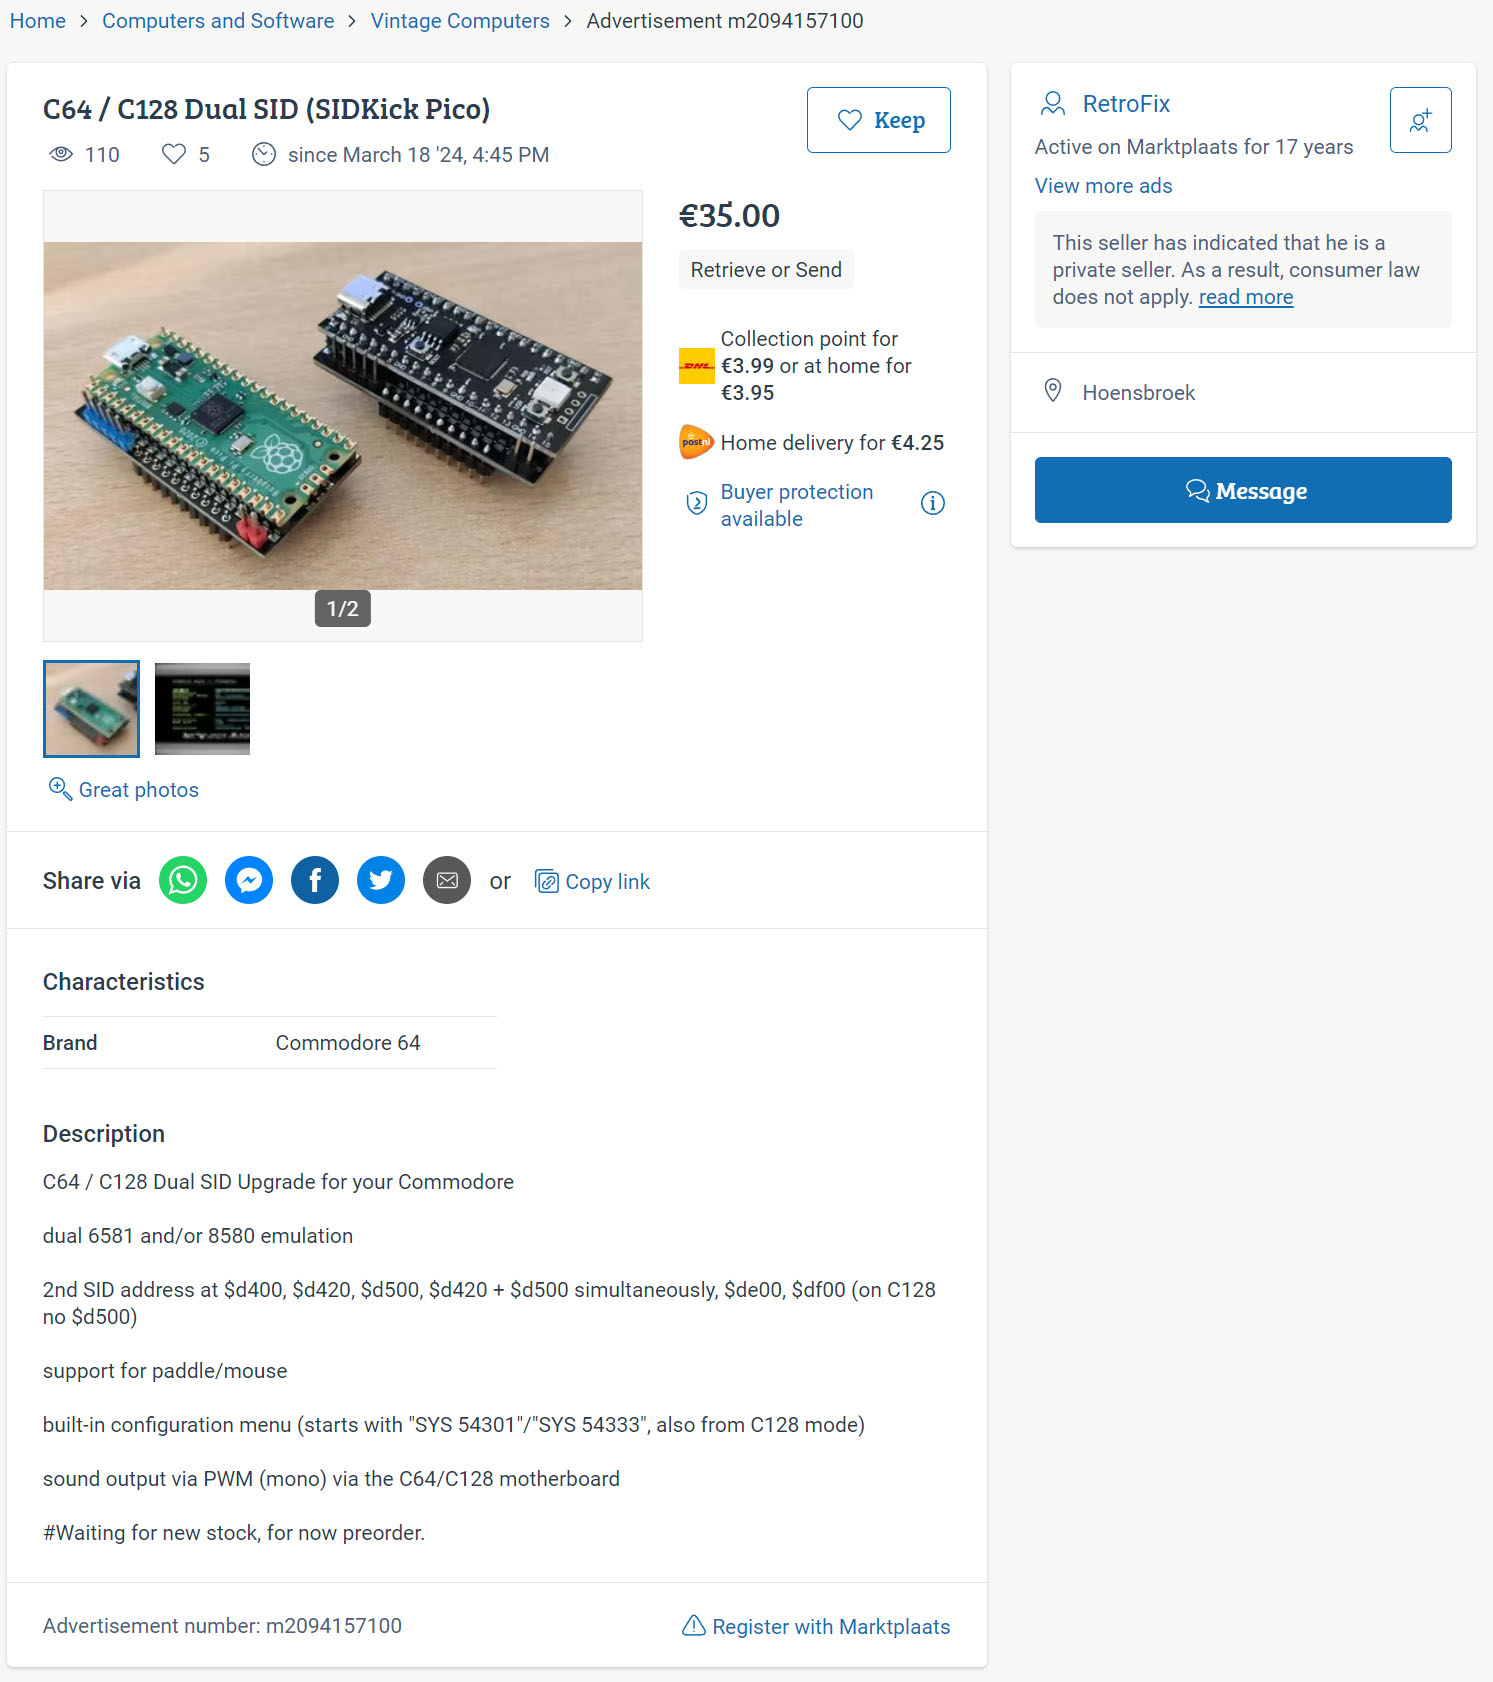 Home > Computers and Software > Vintage Computers > Advertisement m2094157100
C64 / C128 Dual SID (SIDKick Pico)
110 5 since March 18 '24, 4:45 PM
Keep
€35.00
Retrieve or Send
DHL
Collection point for
€3.99 or at home for
€3.95
postnl
Home delivery for €4.25
Buyer protection
available
1/2
Great photos
Share via or Copy link
Characteristics
Brand Commodore 64
Description
C64 / C128 Dual SID Upgrade for your Commodore
dual 6581 and/or 8580 emulation
2nd SID address at $d400, $d420, $d500, $d420 + $d500 simultaneously, $de00, $df00 (on C128
no $d500)
support for paddle/mouse
built-in configuration menu (starts with "SYS 54301"/"SYS 54333", also from C128 mode)
sound output via PWM (mono) via the C64/C128 motherboard
#Waiting for new stock, for now preorder.
Advertisement number: m2094157100
Register with Marktplaats
RetroFix
Active on Marktplaats for 17 years
View more ads
This seller has indicated that he is a
private seller. As a result, consumer law
does not apply. read more
Hoensbroek
Message